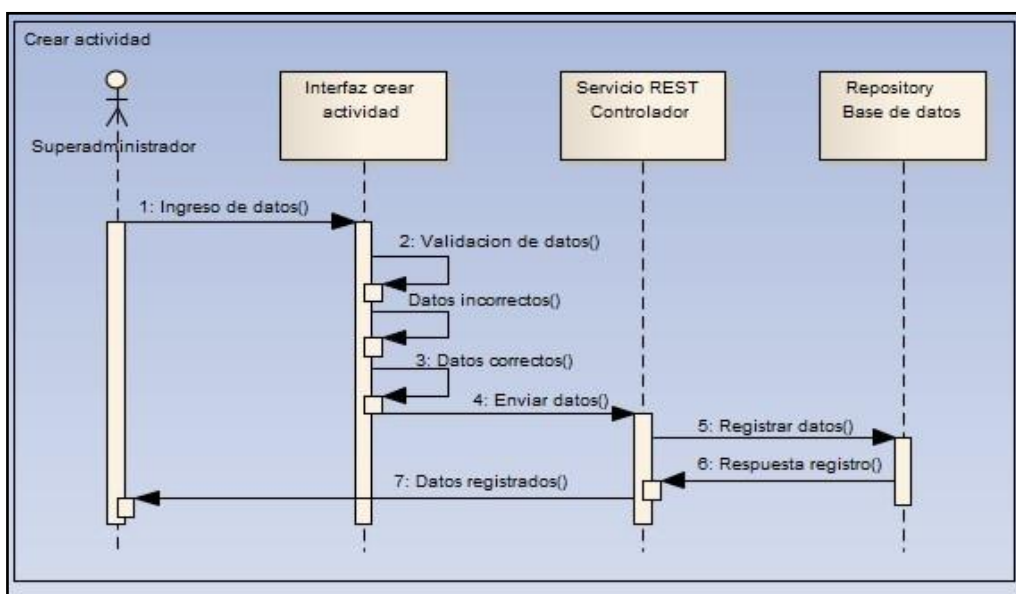 Crear actividad
Superadministrador
Interfaz crear
actividad
Servicio REST
Controlador
Repository
Base de datos
1: Ingreso de datos()
2: Validacion de datos()
Datos incorrectos()
3: Datos correctos()
4: Enviar datos()
5: Registrar datos()
6: Respuesta registro()
7: Datos registrados()